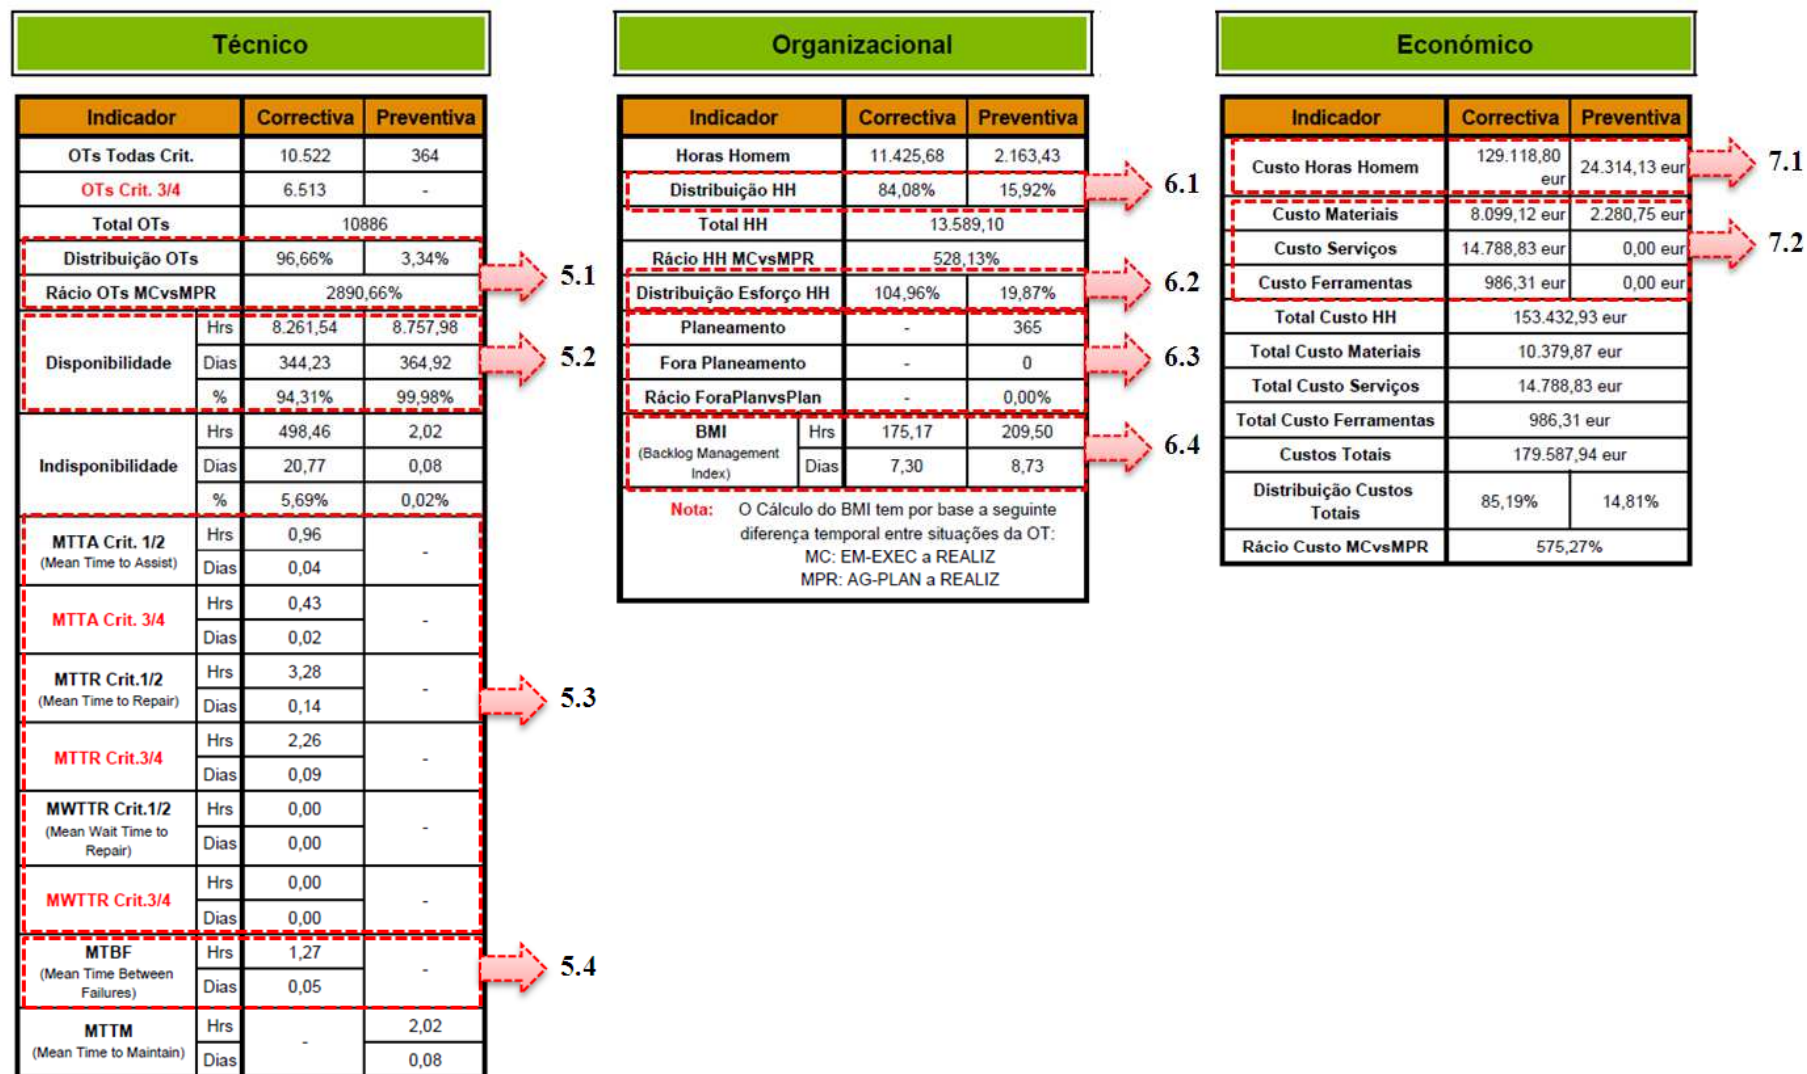 Técnico
Indicador Correctiva Preventiva
OTs Todas Crit. 10.522 364
OTs Crit. 3/4 6.513 -
Total OTs 10886
Distribuição OTs 96,66% 3,34%
Rácio OTs MCvsMPR 2890,66%
5.1
Disponibilidade
Hrs 8.261,54 8.757,98
Dias 344,23 364,92
% 94,31% 99,98%
5.2
Indisponibilidade
Hrs 498,46 2,02
Dias 20,77 0,08
% 5,69% 0,02%
MTTA Crit. 1/2
(Mean Time to Assist)
Hrs 0,96 -
Dias 0,04
MTTA Crit. 3/4
Hrs 0,43 -
Dias 0,02
MTTR Crit.1/2
(Mean Time to Repair)
Hrs 3,28 -
Dias 0,14
5.3
MTTR Crit.3/4
Hrs 2,26 -
Dias 0,09
MWTTR Crit.1/2
(Mean Wait Time to
Repair)
Hrs 0,00 -
Dias 0,00
MWTTR Crit.3/4
Hrs 0,00 -
Dias 0,00
MTBF
(Mean Time Between
Failures)
Hrs 1,27 -
Dias 0,05
5.4
MTTM
(Mean Time to Maintain)
Hrs - 2,02
Dias 0,08
Organizacional
Indicador Correctiva Preventiva
Horas Homem 11.425,68 2.163,43
Distribuição HH 84,08% 15,92%
6.1
Total HH 13.589,10
Rácio HH MCvsMPR 528,13%
Distribuição Esforço HH 104,96% 19,87%
6.2
Planeamento - 365
Fora Planeamento - 0
Rácio ForaPlanvsPlan - 0,00%
6.3
BMI
(Backlog Management
Index)
Hrs 175,17 209,50
Dias 7,30 8,73
6.4
Nota: O Cálculo do BMI tem por base a seguinte
diferença temporal entre situações da OT:
MC: EM-EXEC a REALIZ
MPR: AG-PLAN a REALIZ
Económico
Indicador Correctiva Preventiva
Custo Horas Homem 129.118,80
eur 24.314,13 eur
7.1
Custo Materiais 8.099,12 eur 2.280,75 eur
Custo Serviços 14.788,83 eur 0,00 eur
Custo Ferramentas 986,31 eur 0,00 eur
7.2
Total Custo HH 153.432,93 eur
Total Custo Materiais 10.379,87 eur
Total Custo Serviços 14.788,83 eur
Total Custo Ferramentas 986,31 eur
Custos Totais 179.587,94 eur
Distribuição Custos
Totais 85,19% 14,81%
Rácio Custo MCvsMPR 575,27%